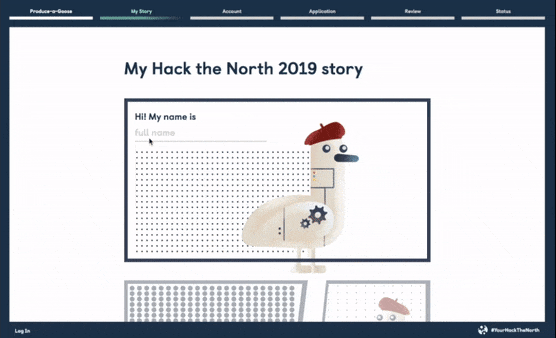 Produce-a-Goose
My Story
Account
Application
Review
Status
My Hack the North 2019 story
Hi! My name is
full name
Log In
#YourHackTheNorth